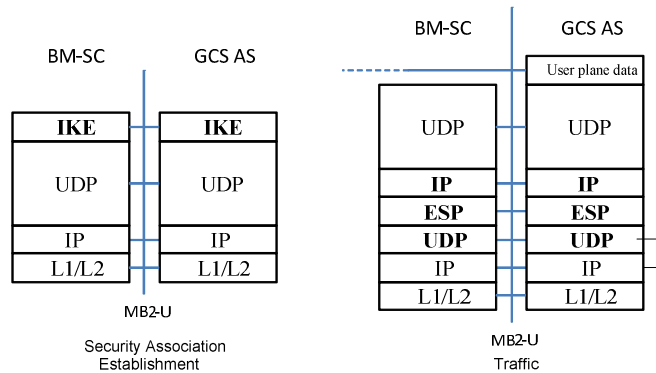 BM-SC
GCS AS
IKE
IKE
UDP
UDP
IP
IP
L1/L2
L1/L2
MB2-U
Security Association
Establishment
BM-SC
GCS AS
User plane data
UDP
UDP
IP
IP
ESP
ESP
UDP
UDP
IP
IP
L1/L2
L1/L2
MB2-U
Traffic